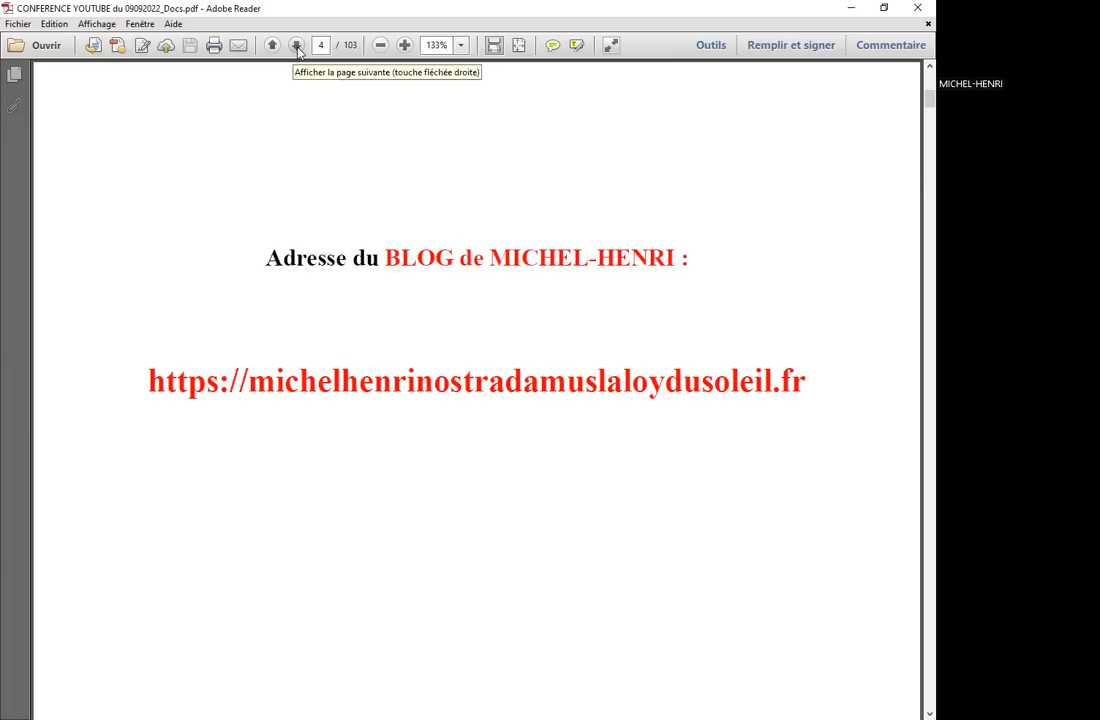 CONFERENCE YOUTUBE du 09092022_Docs.pdf - Adobe Reader
Fichier Edition Affichage Fenêtre Aide
Ouvrir 4 / 103 133% Outils Remplir et signer Commentaire
Afficher la page suivante (touche fléchée droite)
MICHEL-HENRI
Adresse du BLOG de MICHEL-HENRI :
https://michelhenrinostradamuslaloydusoleil.fr